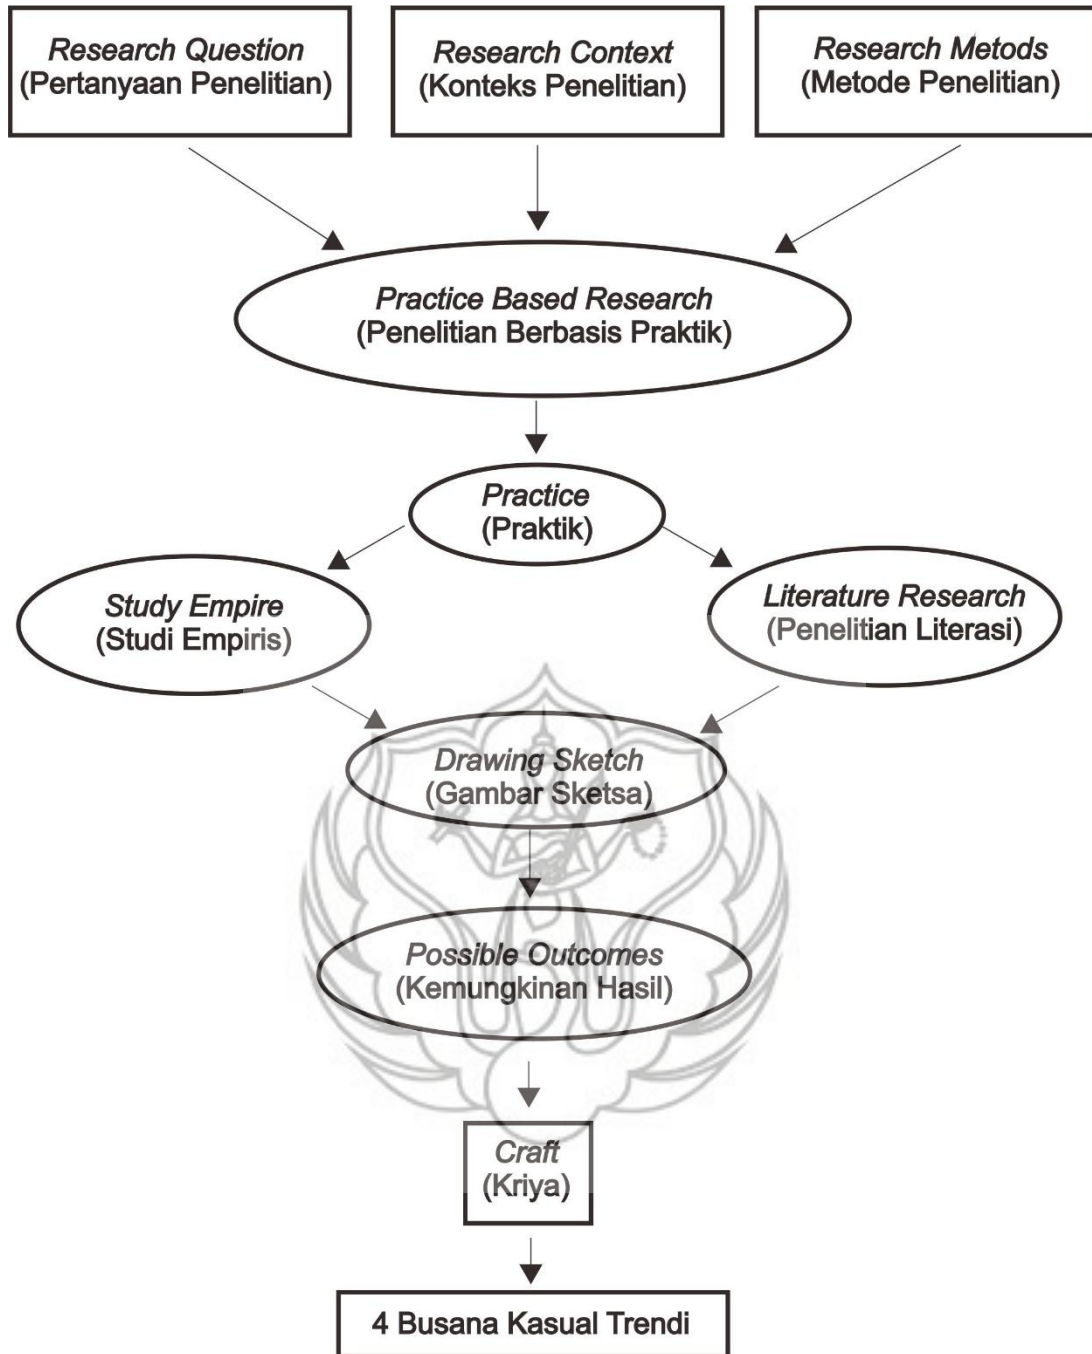 Research Question
(Pertanyaan Penelitian)
Research Context
(Konteks Penelitian)
Research Metods
(Metode Penelitian)
Practice Based Research
(Penelitian Berbasis Praktik)
Practice
(Praktik)
Study Empire
(Studi Empiris)
Literature Research
(Penelitian Literasi)
Drawing Sketch
(Gambar Sketsa)
Possible Outcomes
(Kemungkinan Hasil)
Craft
(Kriya)
4 Busana Kasual Trendi